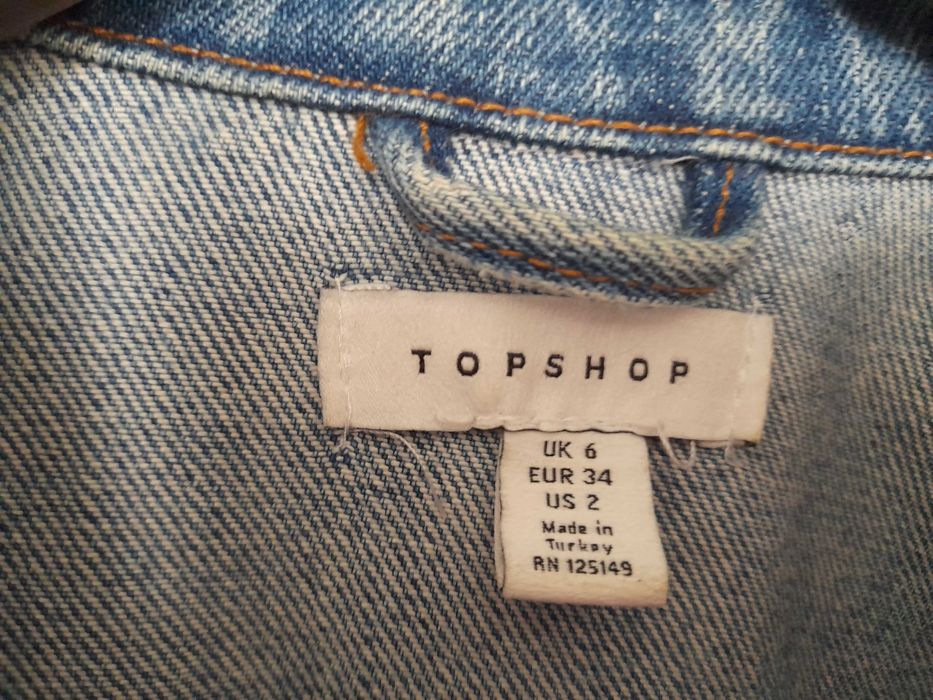 TOPSHOP
UK 6
EUR 34
US 2
Made in
Turkey
RN 125149